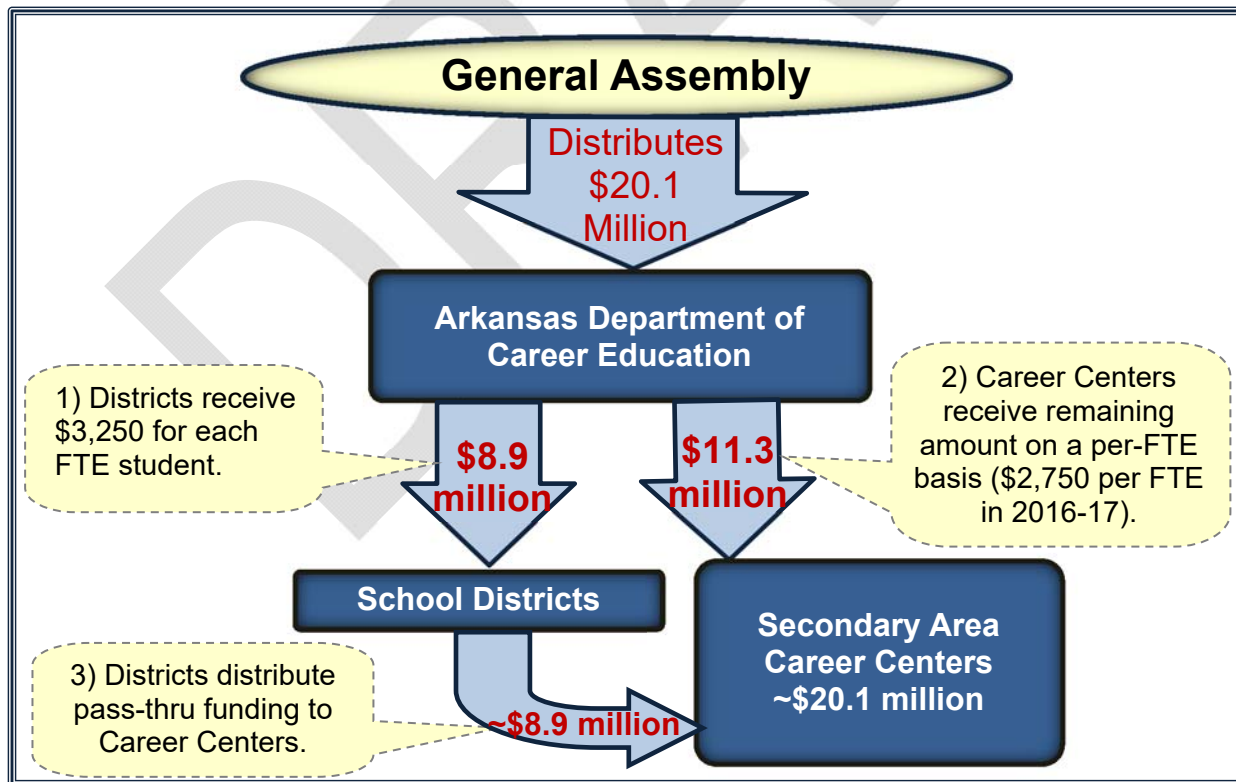 General Assembly
Distributes
$20.1
Million
Arkansas Department of
Career Education
1) Districts receive
$3,250 for each
FTE student.
$8.9
million
$11.3
million
2) Career Centers
receive remaining
amount on a per-FTE
basis ($2,750 per FTE
in 2016-17).
School Districts
Secondary Area
Career Centers
~$20.1 million
3) Districts distribute
pass-thru funding to
Career Centers.
~$8.9 million